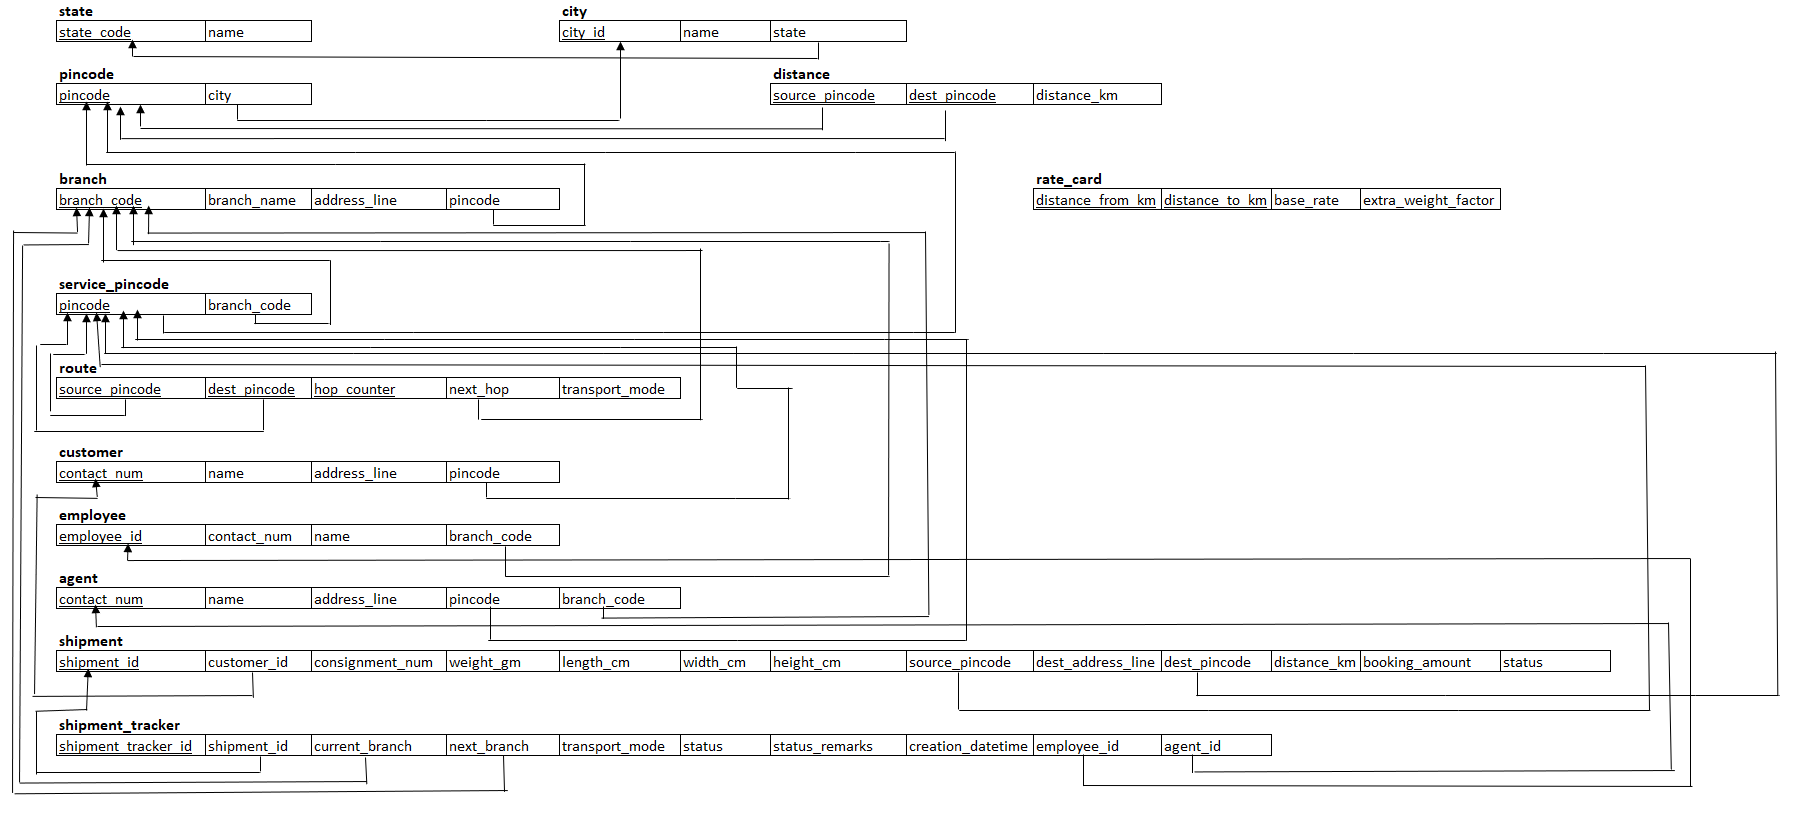 state city
state_code name city_id name state
pincode distance
pincode city source_pincode dest_pincode distance_km
branch rate_card
branch_code branch_name address_line pincode distance_from_km distance_to_km base_rate extra_weight_factor
service_pincode
pincode branch_code
route
source_pincode dest_pincode hop_counter next_hop transport_mode
customer
contact_num name address_line pincode
employee
employee_id contact_num name branch_code
agent
contact_num name address_line pincode branch_code
shipment
shipment_id customer_id consignment_num weight_gm length_cm width_cm height_cm source_pincode dest_address_line dest_pincode distance_km booking_amount status
shipment_tracker
shipment_tracker_id shipment_id current_branch next_branch transport_mode status status_remarks creation_datetime employee_id agent_id